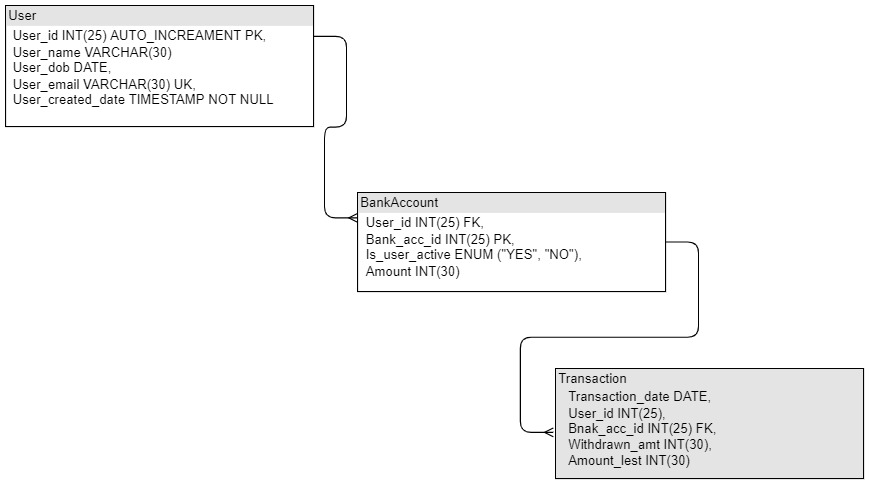 User
User_id INT(25) AUTO_INCREAMENT PK,
User_name VARCHAR(30)
User_dob DATE,
User_email VARCHAR(30) UK,
User_created_date TIMESTAMP NOT NULL
BankAccount
User_id INT(25) FK,
Bank_acc_id INT(25) PK,
Is_user_active ENUM ("YES", "NO"),
Amount INT(30)
Transaction
Transaction_date DATE,
User_id INT(25),
Bnak_acc_id INT(25) FK,
Withdrawn_amt INT(30),
Amount_lest INT(30)